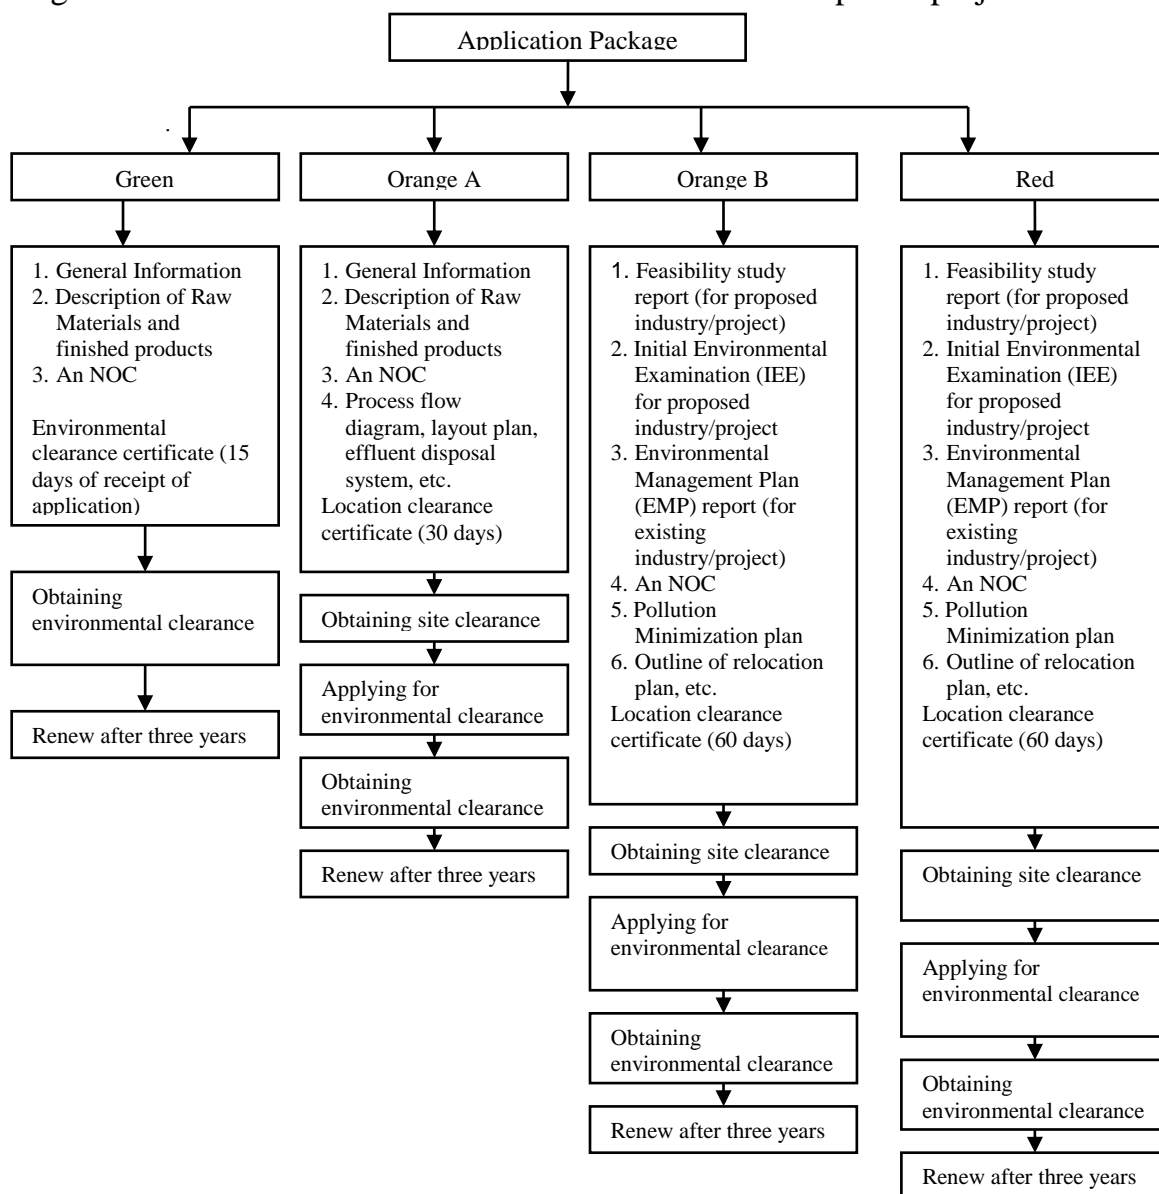 Application Package
Green
Orange A
Orange B
Red
1. General Information
2. Description of Raw
Materials and
finished products
3. An NOC
Environmental
clearance certificate (15
days of receipt of
application)
Obtaining
environmental clearance
Renew after three years
1. General Information
2. Description of Raw
Materials and
finished products
3. An NOC
4. Process flow
diagram, layout plan,
effluent disposal
system, etc.
Location clearance
certificate (30 days)
Obtaining site clearance
Applying for
environmental clearance
Obtaining
environmental clearance
Renew after three years
1. Feasibility study
report (for proposed
industry/project)
2. Initial Environmental
Examination (IEE)
for proposed
industry/project
3. Environmental
Management Plan
(EMP) report (for
existing
industry/project)
4. An NOC
5. Pollution
Minimization plan
6. Outline of relocation
plan, etc.
Location clearance
certificate (60 days)
Obtaining site clearance
Applying for
environmental clearance
Obtaining
environmental clearance
Renew after three years
1. Feasibility study
report (for proposed
industry/project)
2. Initial Environmental
Examination (IEE)
for proposed
industry/project
3. Environmental
Management Plan
(EMP) report (for
existing
industry/project)
4. An NOC
5. Pollution
Minimization plan
6. Outline of relocation
plan, etc.
Location clearance
certificate (60 days)
Obtaining site clearance
Applying for
environmental clearance
Obtaining
environmental clearance
Renew after three years